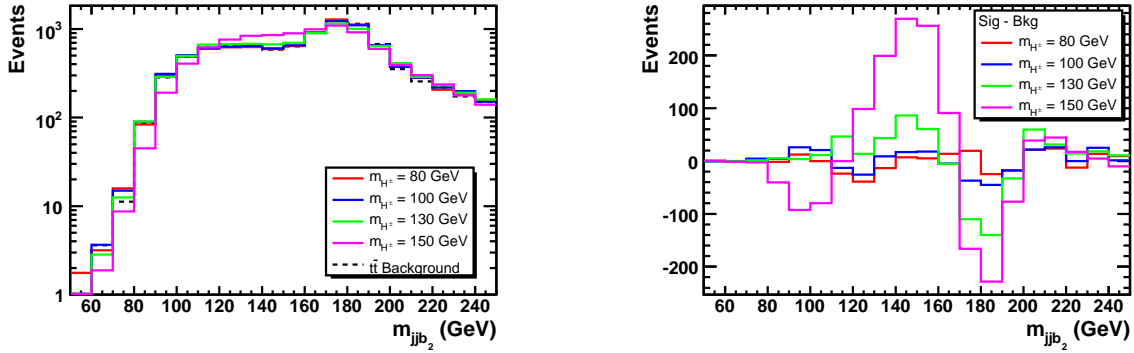 Events
10³
10²
10
1
m_H± = 80 GeV
m_H± = 100 GeV
m_H± = 130 GeV
m_H± = 150 GeV
tt̄ Background
60 80 100 120 140 160 180 200 220 240
m_jjb₂ (GeV)
Events
200
100
0
-100
-200
Sig - Bkg
m_H± = 80 GeV
m_H± = 100 GeV
m_H± = 130 GeV
m_H± = 150 GeV
60 80 100 120 140 160 180 200 220 240
m_jjb₂ (GeV)